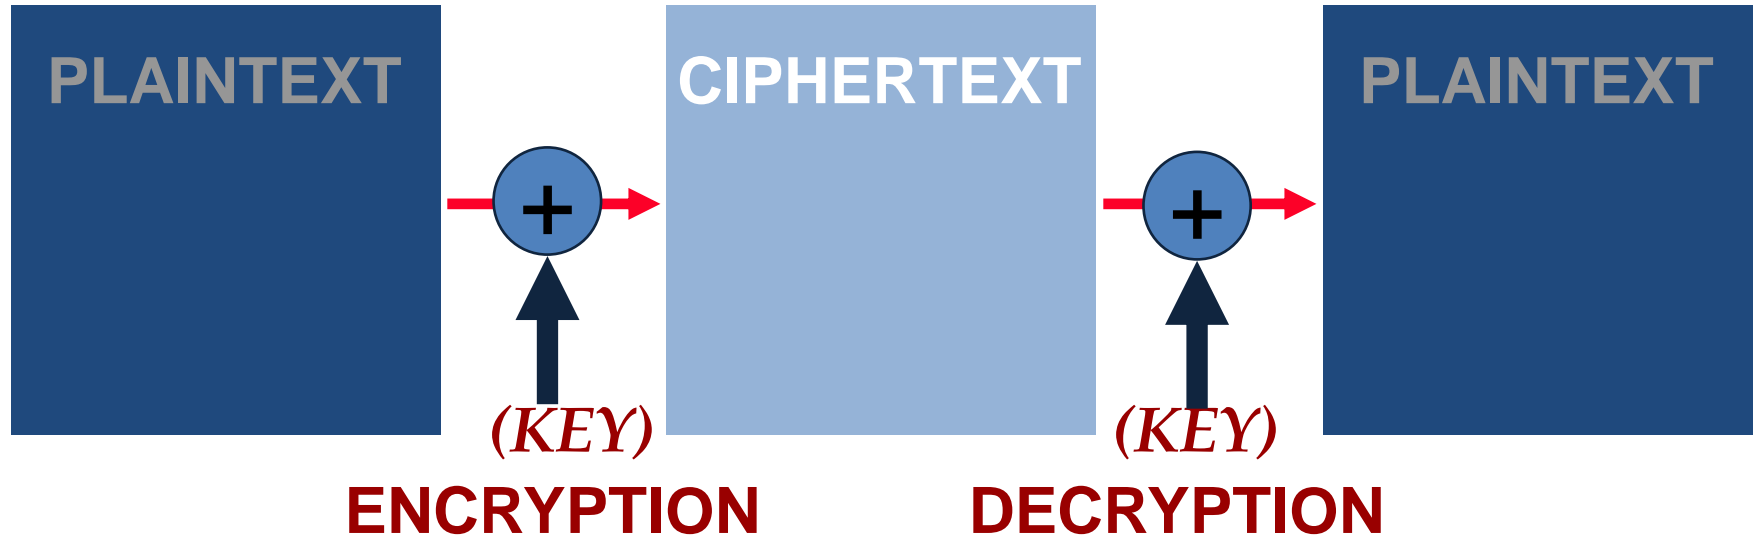 PLAINTEXT
CIPHERTEXT
PLAINTEXT
+
+
(KEY)
(KEY)
ENCRYPTION
DECRYPTION